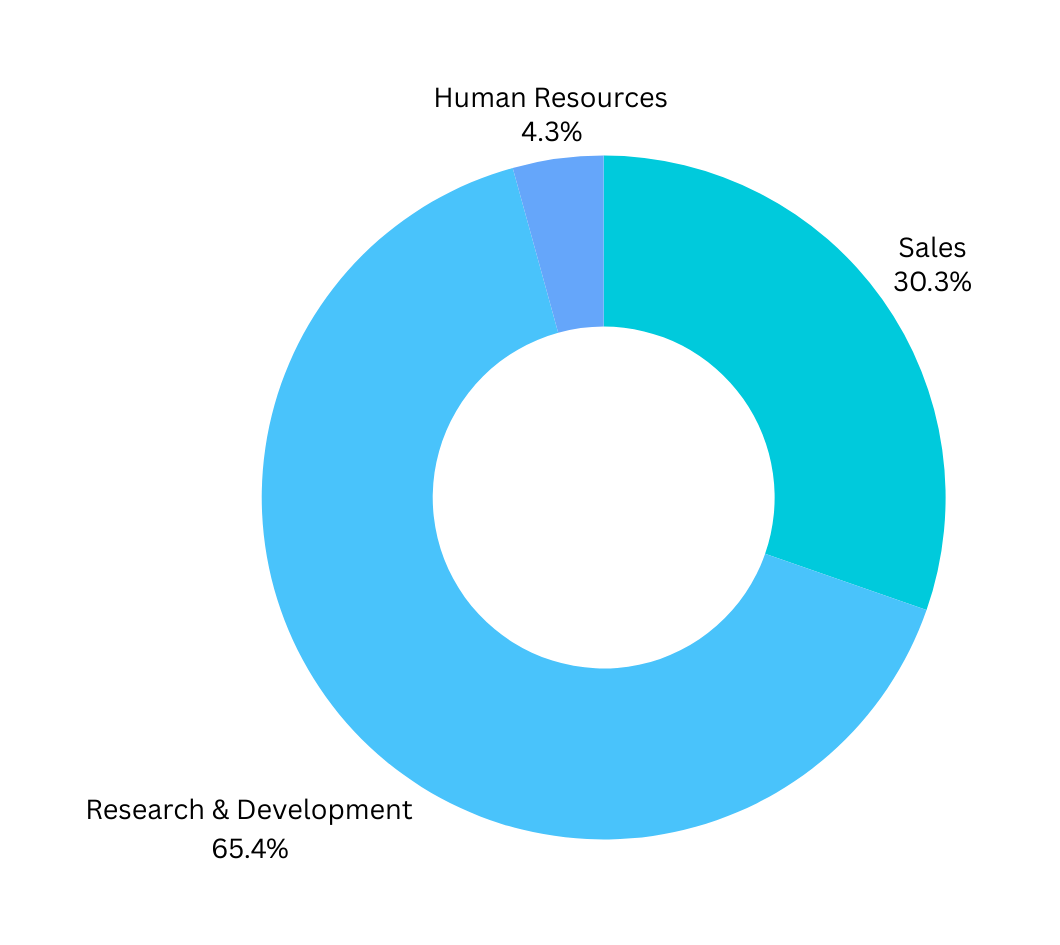 Human Resources
4.3%
Sales
30.3%
Research & Development
65.4%